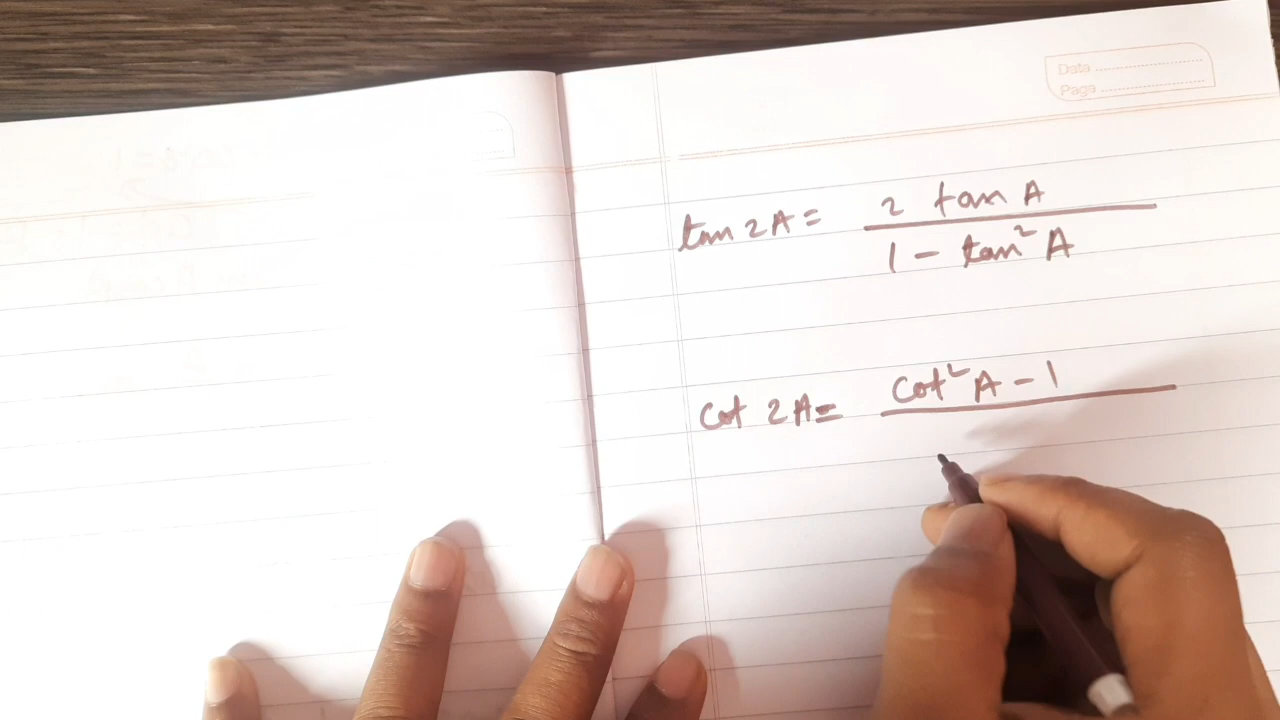 Date
Page
tan 2A = 2 tan A / 1 - tan² A
cot 2A = cot² A - 1